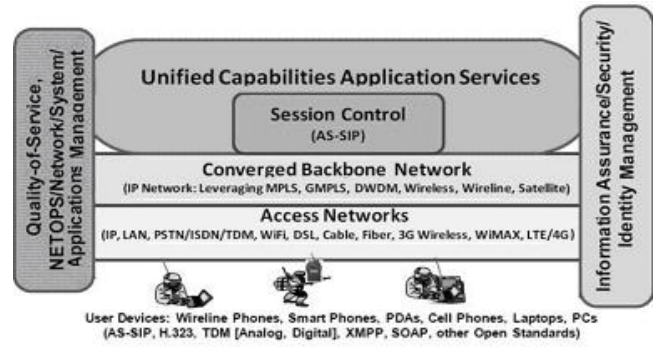 Quality-of-Service,
NETOPS/Network/System/
Applications Management
Unified Capabilities Application Services
Session Control
(AS-SIP)
Converged Backbone Network
(IP Network: Leveraging MPLS, GMPLS, DWDM, Wireless, Wireline, Satellite)
Access Networks
(IP, LAN, PSTN/ISDN/TDM, WiFi, DSL, Cable, Fiber, 3G Wireless, WiMAX, LTE/4G)
Information Assurance/Security/
Identity Management
User Devices: Wireline Phones, Smart Phones, PDAs, Cell Phones, Laptops, PCs
(AS-SIP, H.323, TDM [Analog, Digital], XMPP, SOAP, other Open Standards)